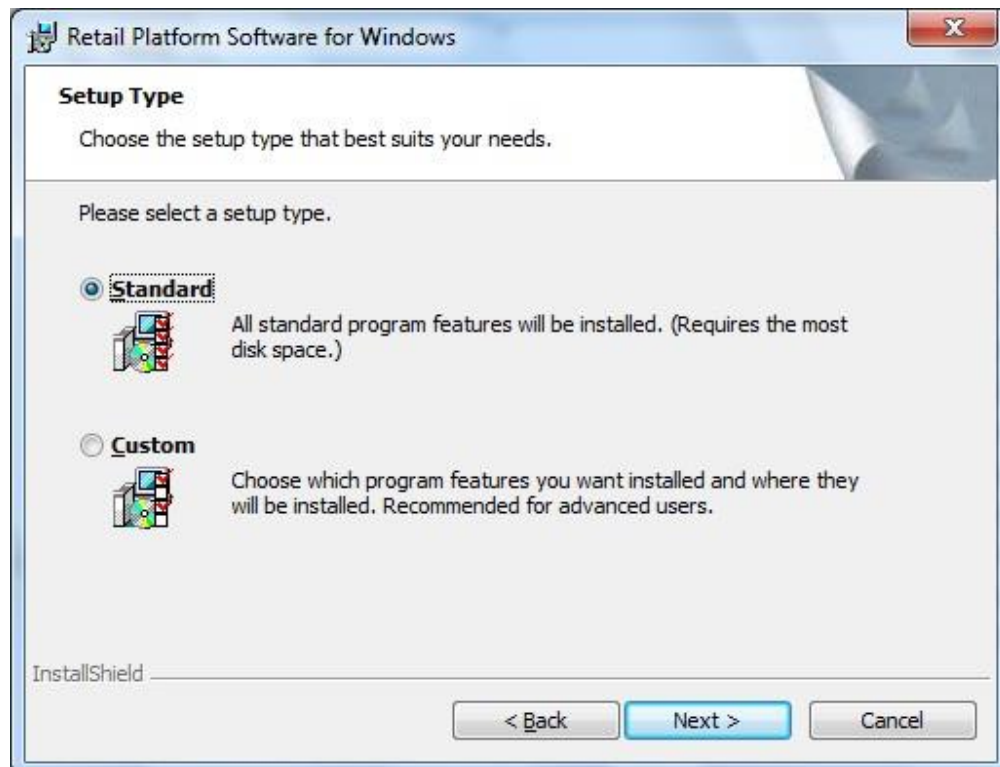 Retail Platform Software for Windows
Setup Type
Choose the setup type that best suits your needs.
Please select a setup type.
Standard
All standard program features will be installed. (Requires the most
disk space.)
Custom
Choose which program features you want installed and where they
will be installed. Recommended for advanced users.
InstallShield
< Back
Next >
Cancel